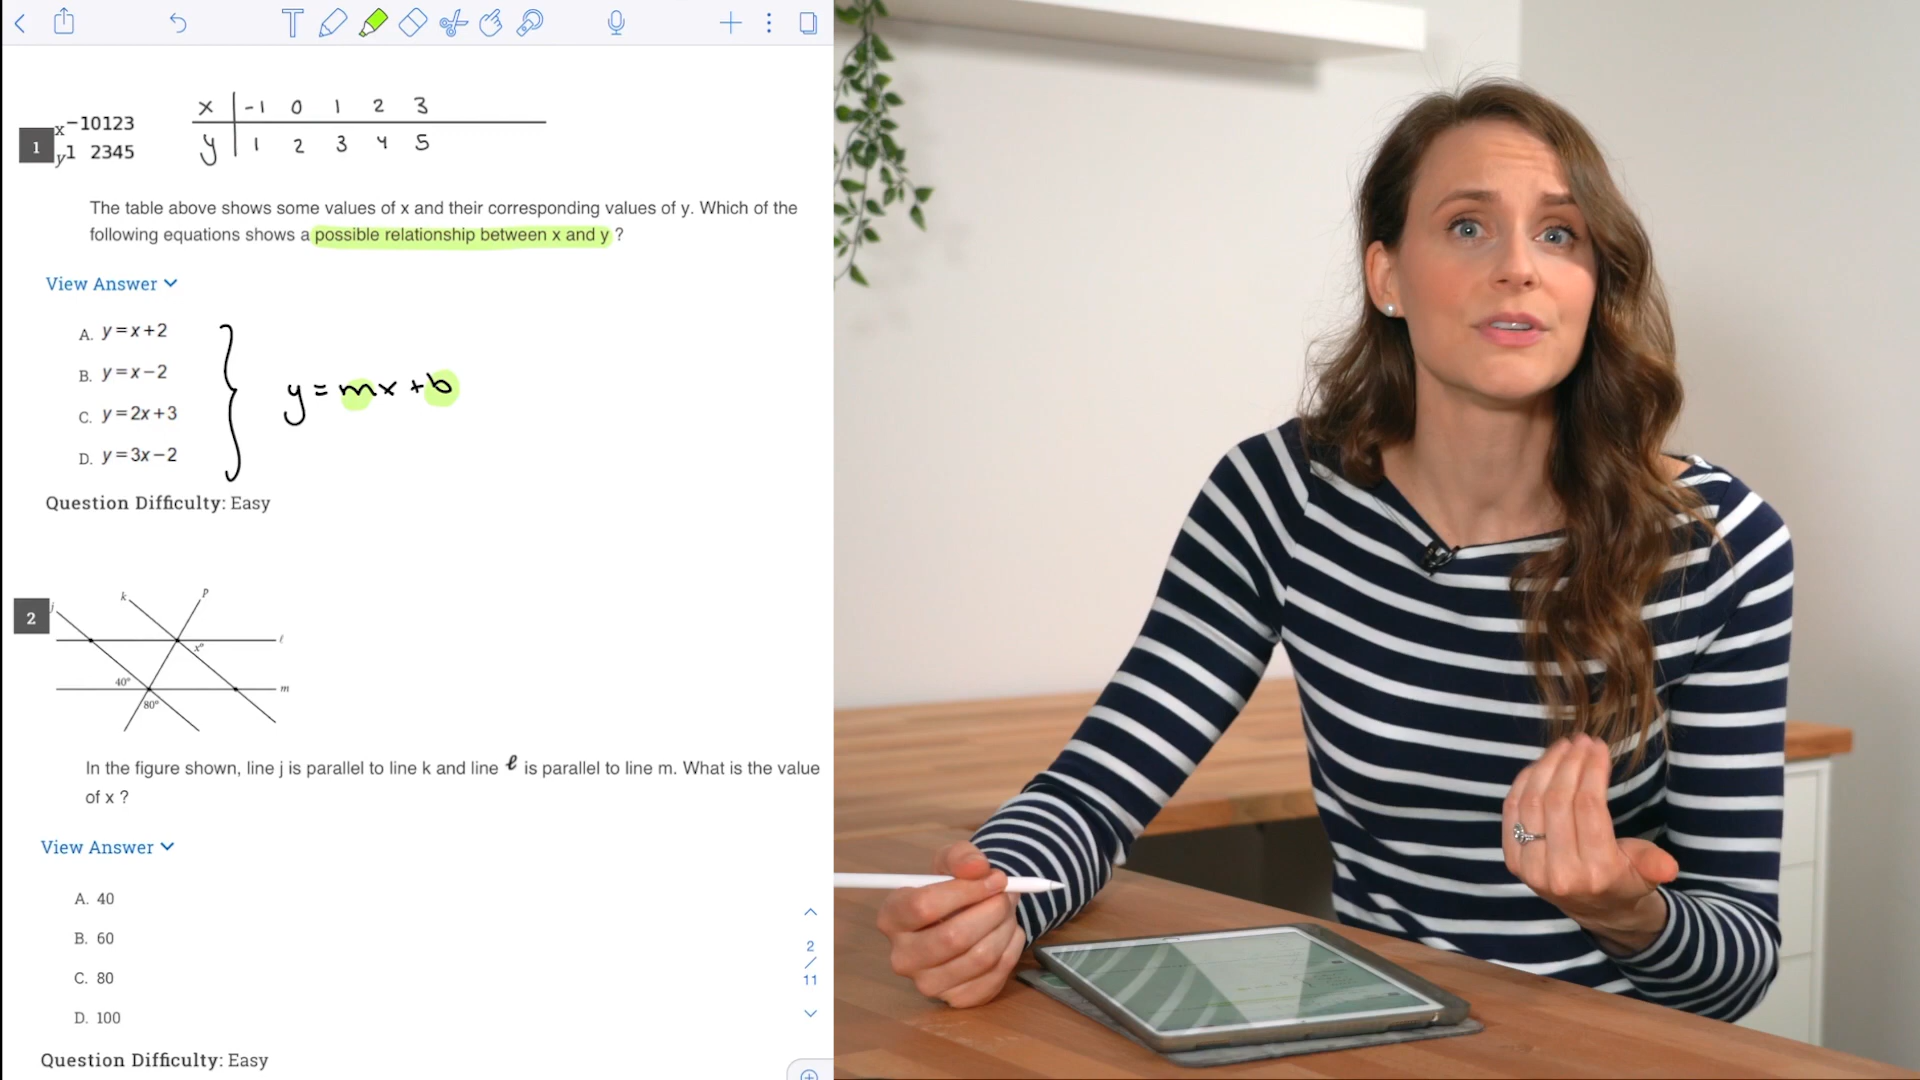 x | -1 0 1 2 3
y | 1 2 3 4 5
1
x-10123
y1 2345
The table above shows some values of x and their corresponding values of y. Which of the
following equations shows a possible relationship between x and y ?
View Answer
A. y=x+2
B. y=x−2
C. y=2x+3
D. y=3x−2
y = mx + b
Question Difficulty: Easy
2
j
k
p
ℓ
x°
40°
m
80°
In the figure shown, line j is parallel to line k and line ℓ is parallel to line m. What is the value
of x ?
View Answer
A. 40
B. 60
C. 80
D. 100
2
/
11
Question Difficulty: Easy